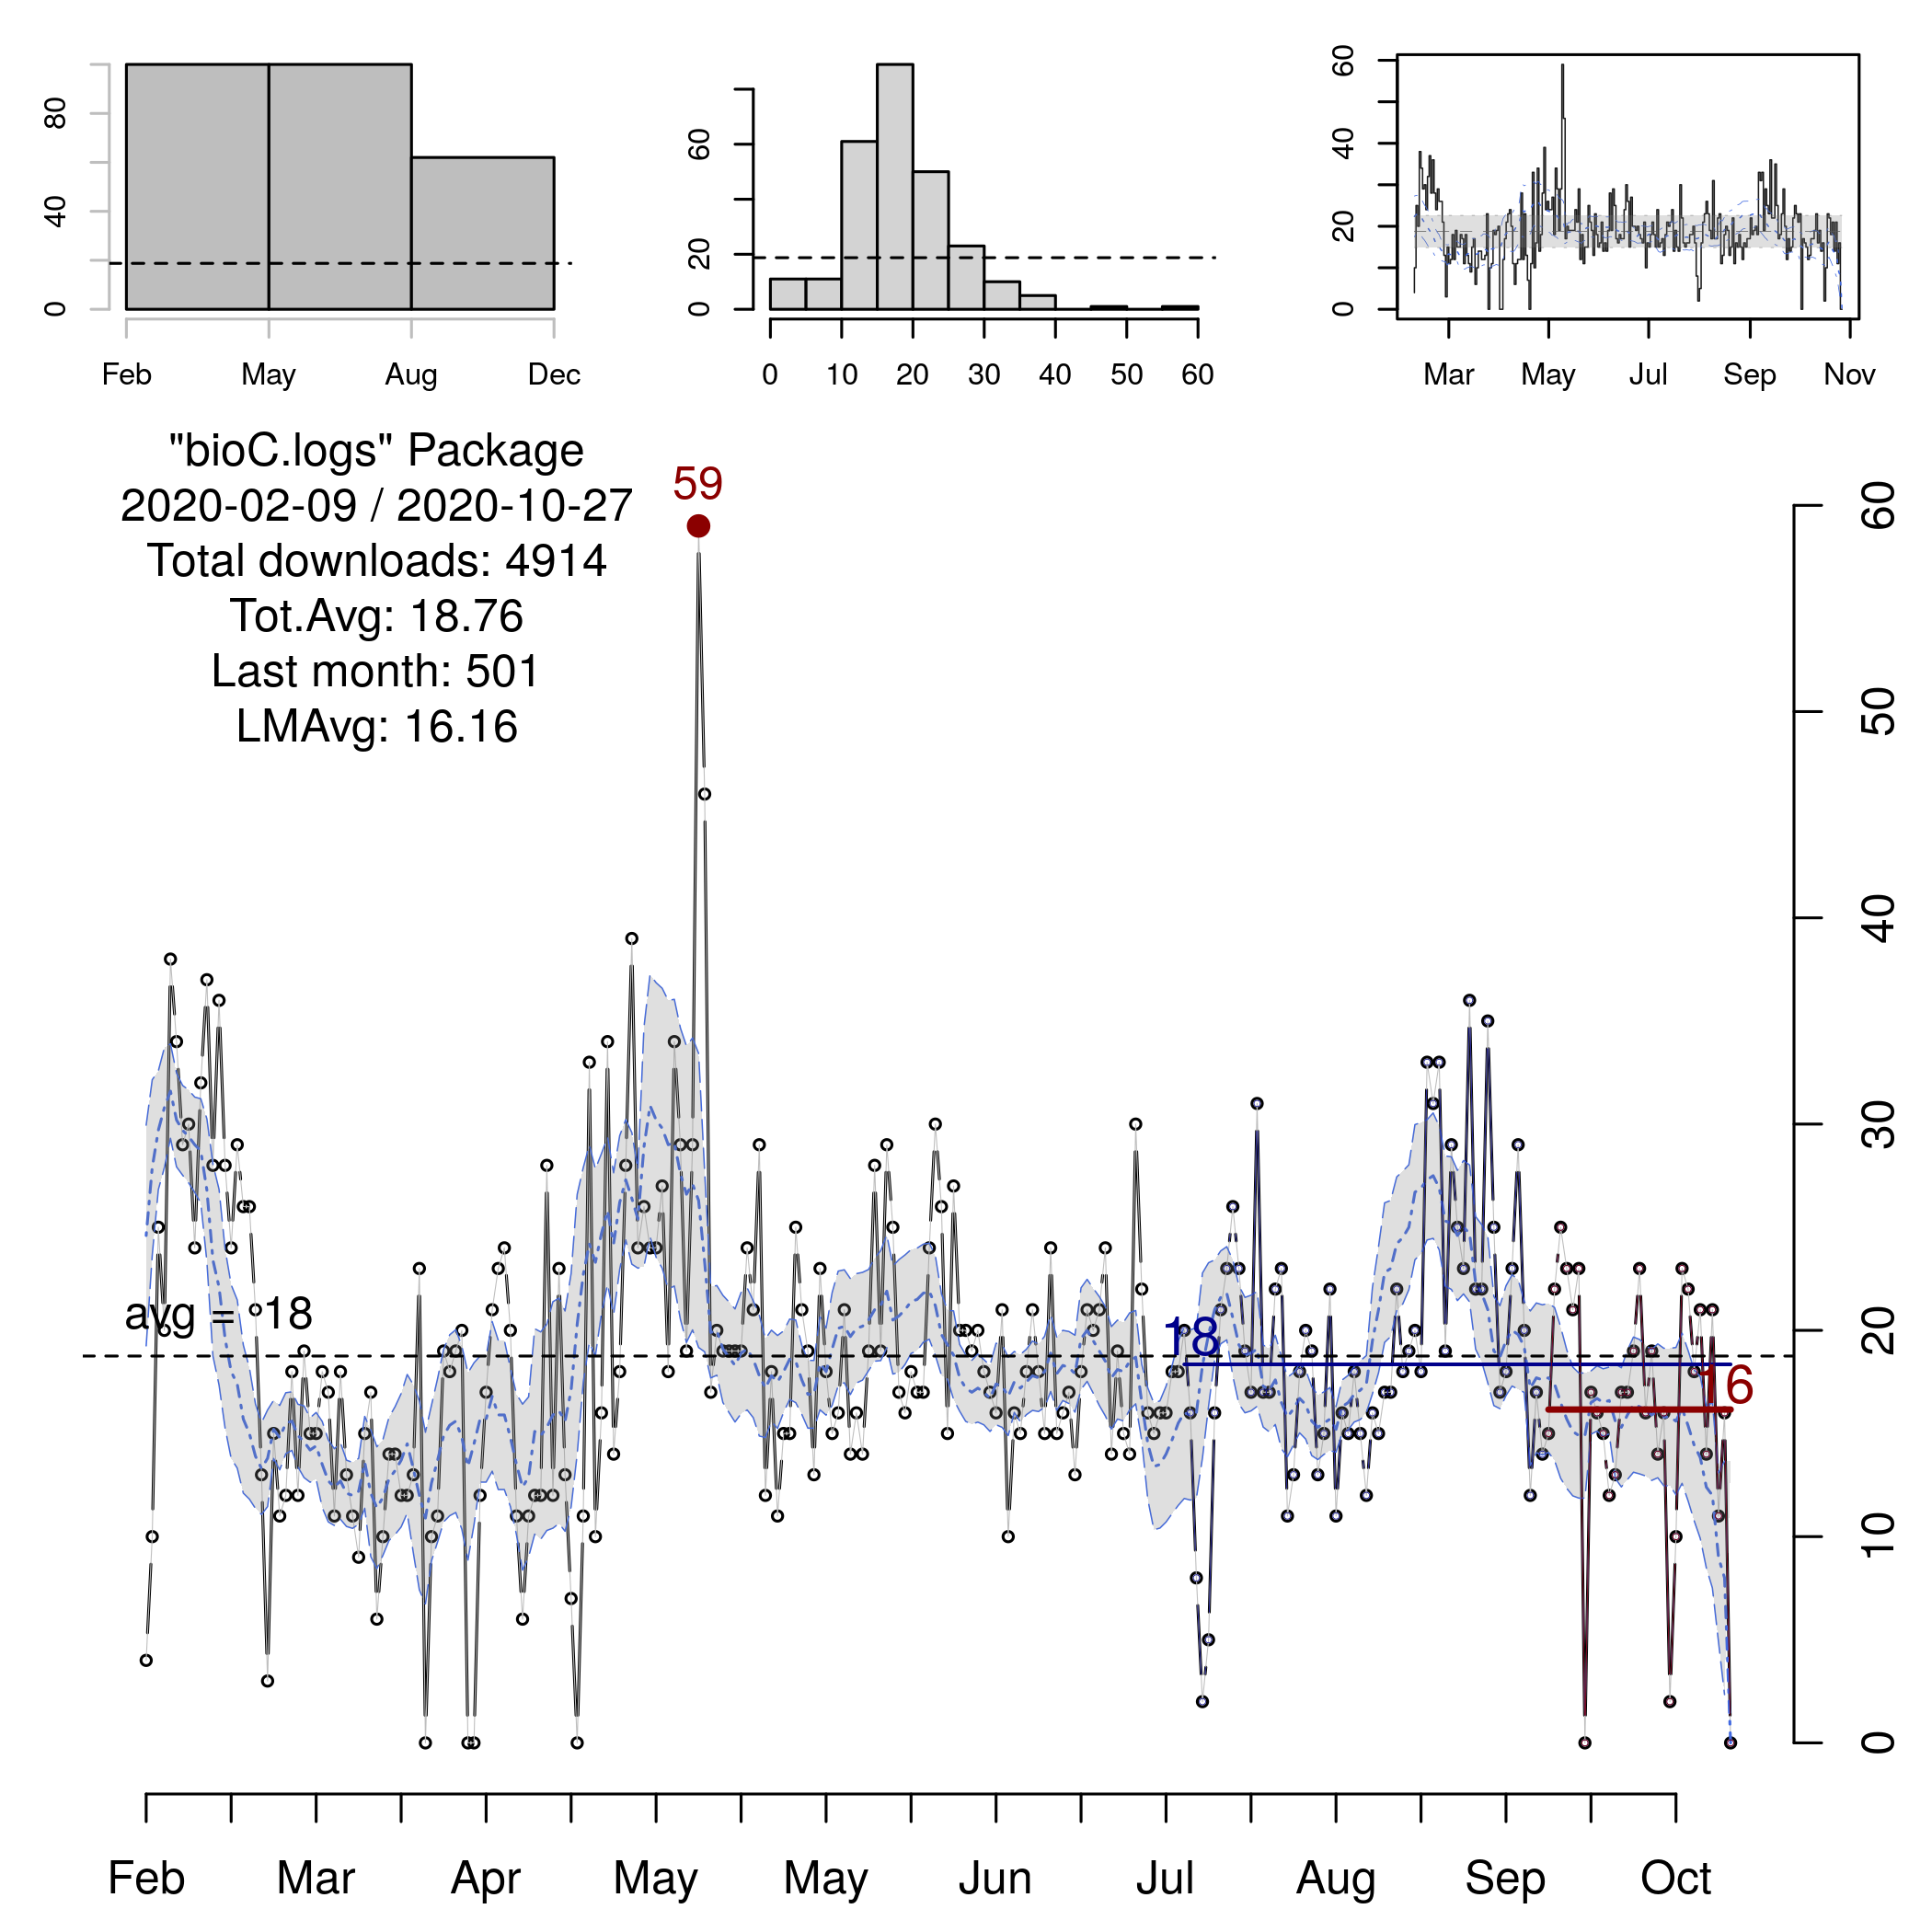 0 40 80
Feb May Aug Dec
0 20 60
0 10 20 30 40 50 60
0 20 40 60
Mar May Jul Sep Nov
"bioC.logs" Package
2020-02-09 / 2020-10-27
Total downloads: 4914
Tot.Avg: 18.76
Last month: 501
LMAvg: 16.16
59
avg = 18
18
16
0 10 20 30 40 50 60
Feb Mar Apr May May Jun Jul Aug Sep Oct